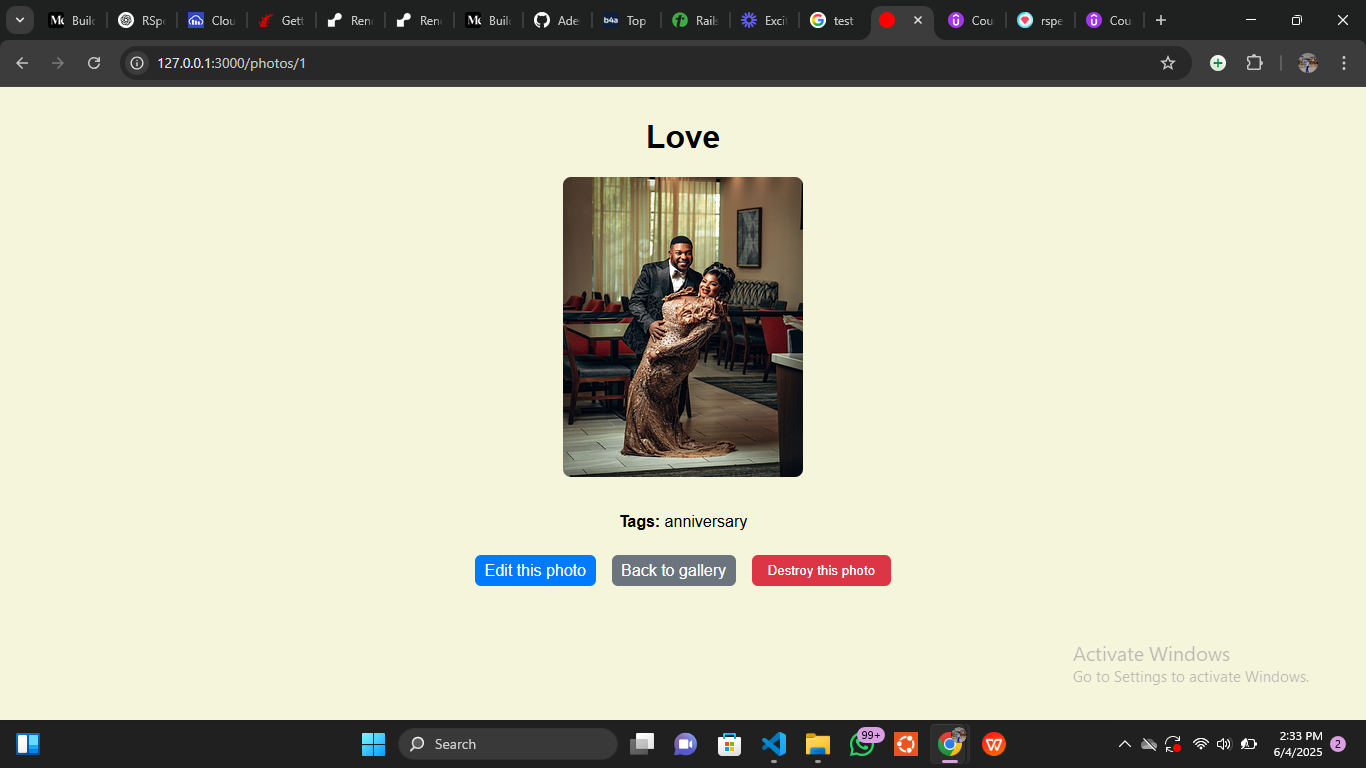 Build
RSpe
Clou
Gett
Ren
Ren
Build
Ade
b4a
Top
Rails
Excit
test
Cou
rspe
Cou
127.0.0.1:3000/photos/1
Love
Tags: anniversary
Edit this photo
Back to gallery
Destroy this photo
Activate Windows
Go to Settings to activate Windows.
Search
99+
2:33 PM
6/4/2025
2